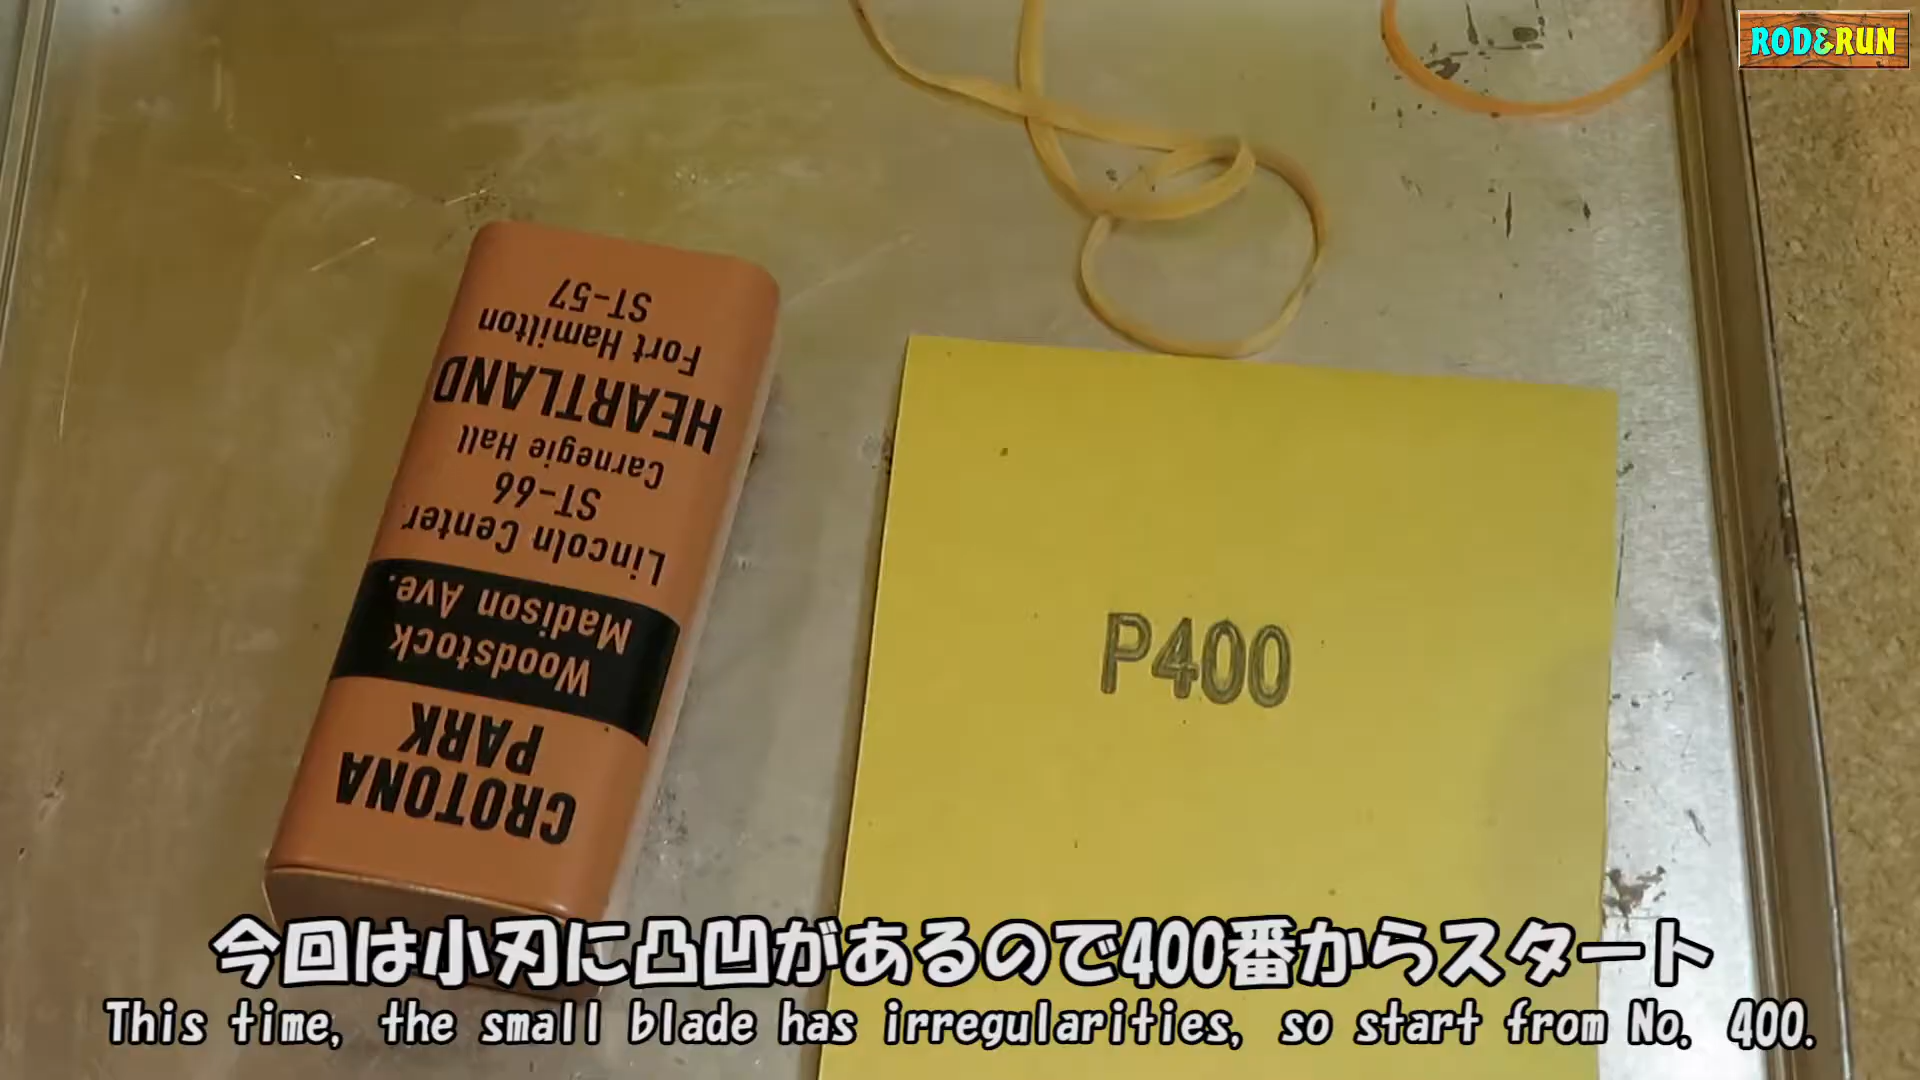 ROD&RUN
CROTONA
PARK
Woodstock
Madison Ave.
Lincoln Center
ST-66
Carnegie Hall
HEARTLAND
Fort Hamilton
ST-57
P400
今回は小刃に凸凹があるので400番からスタート
This time, the small blade has irregularities, so start from No. 400.